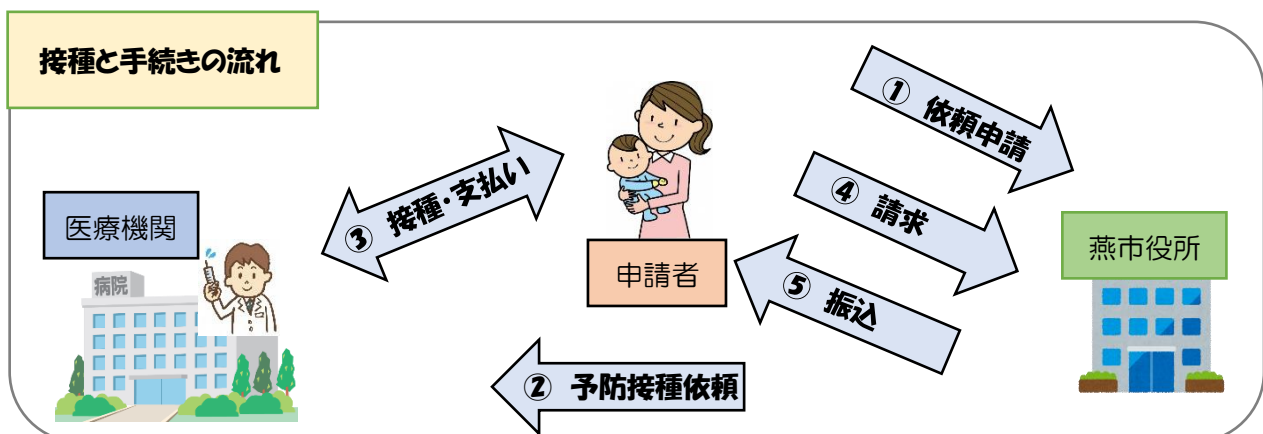 接種と手続きの流れ
① 依頼申請
③ 接種・支払い
④ 請求
医療機関
病院
申請者
燕市役所
⑤ 振込
② 予防接種依頼